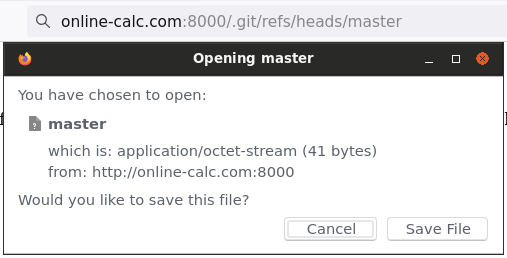 online-calc.com:8000/.git/refs/heads/master
Opening master
You have chosen to open:
master
which is: application/octet-stream (41 bytes)
from: http://online-calc.com:8000
Would you like to save this file?
Cancel
Save File